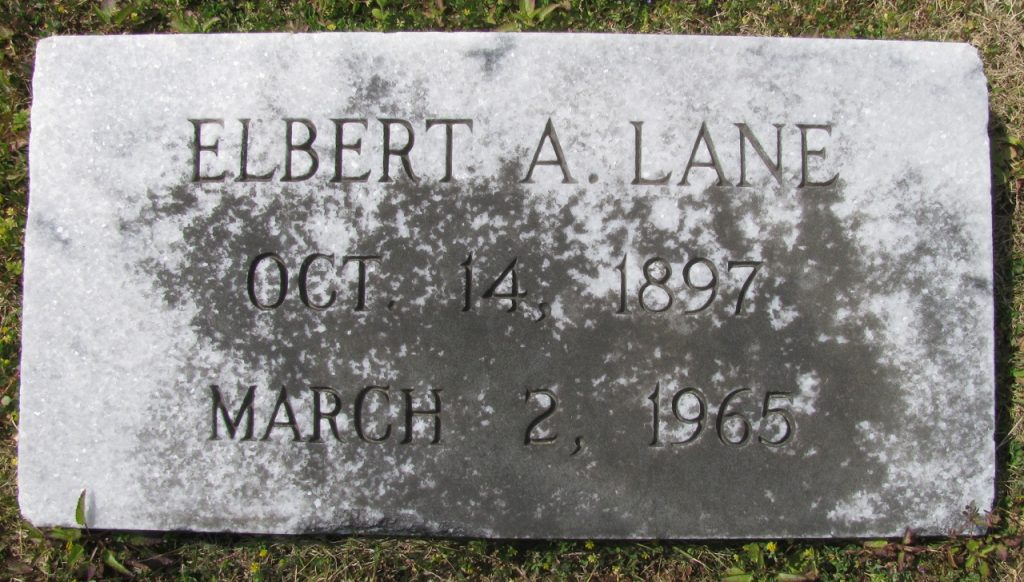 ELBERT A. LANE
OCT. 14, 1897
MARCH 2, 1965